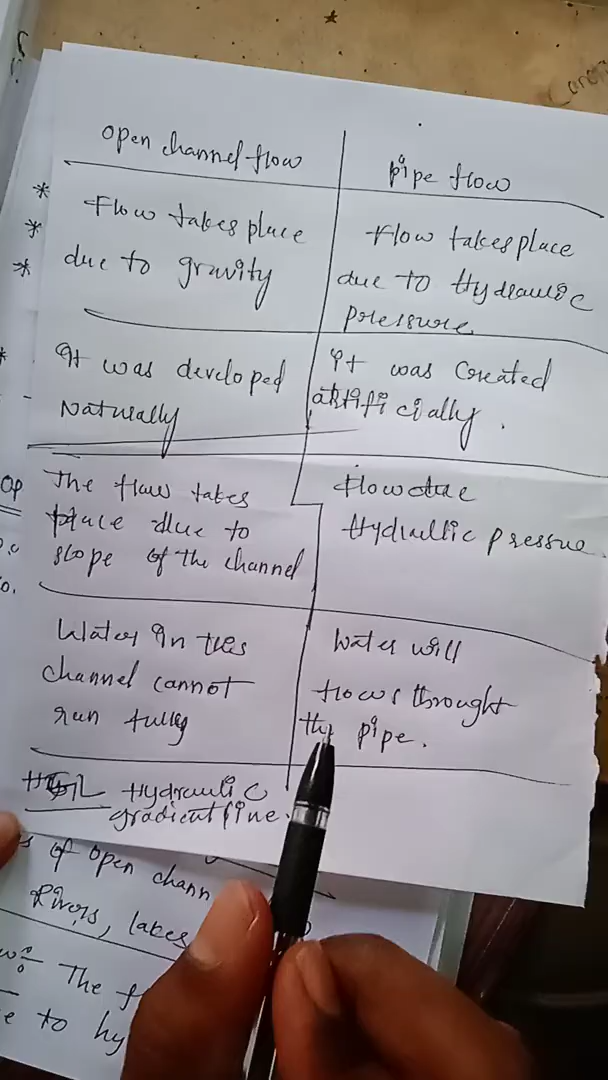 open channel flow
pipe flow
Flow takes place
due to gravity
Flow takes place
due to Hydraulic
pressure
It was developed
Naturally
It was Created
artifi cially.
The flow takes
place due to
slope of the channel
Flow due
Hydraulic pressure
Water in this
channel cannot
run fully
Water will
flows throught
the pipe.
HGL Hydraulic
gradient line.
of open chann
Rivers, lakes
The f
e to hy